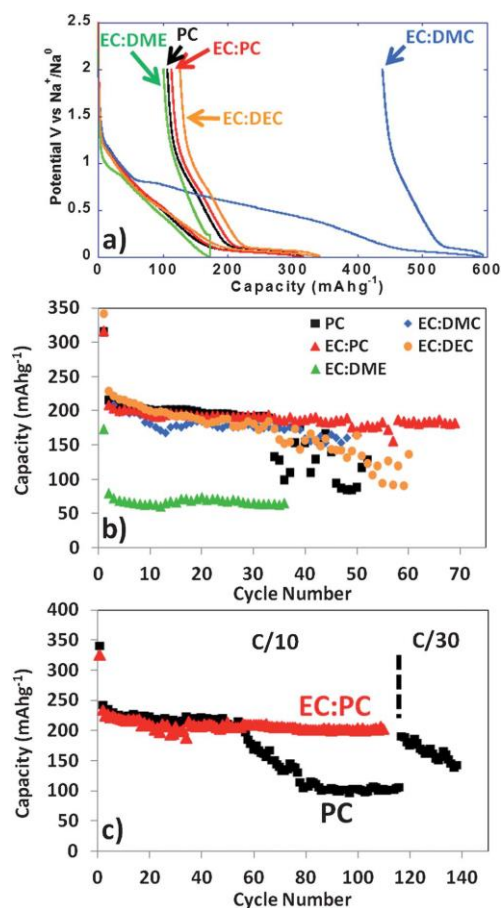 EC:DME
PC
EC:PC
EC:DMC
EC:DEC
Potential V vs Na⁺/Na⁰
2.5
2
1.5
1
0.5
0
a)
0 100 200 300 400 500 600
Capacity (mAhg⁻¹)
350
300
250
200
150
100
50
0
Capacity (mAhg⁻¹)
PC
EC:DMC
EC:PC
EC:DEC
EC:DME
b)
0 10 20 30 40 50 60 70
Cycle Number
400
350
300
250
200
150
100
50
0
Capacity (mAhg⁻¹)
C/10
C/30
EC:PC
PC
c)
0 20 40 60 80 100 120 140
Cycle Number